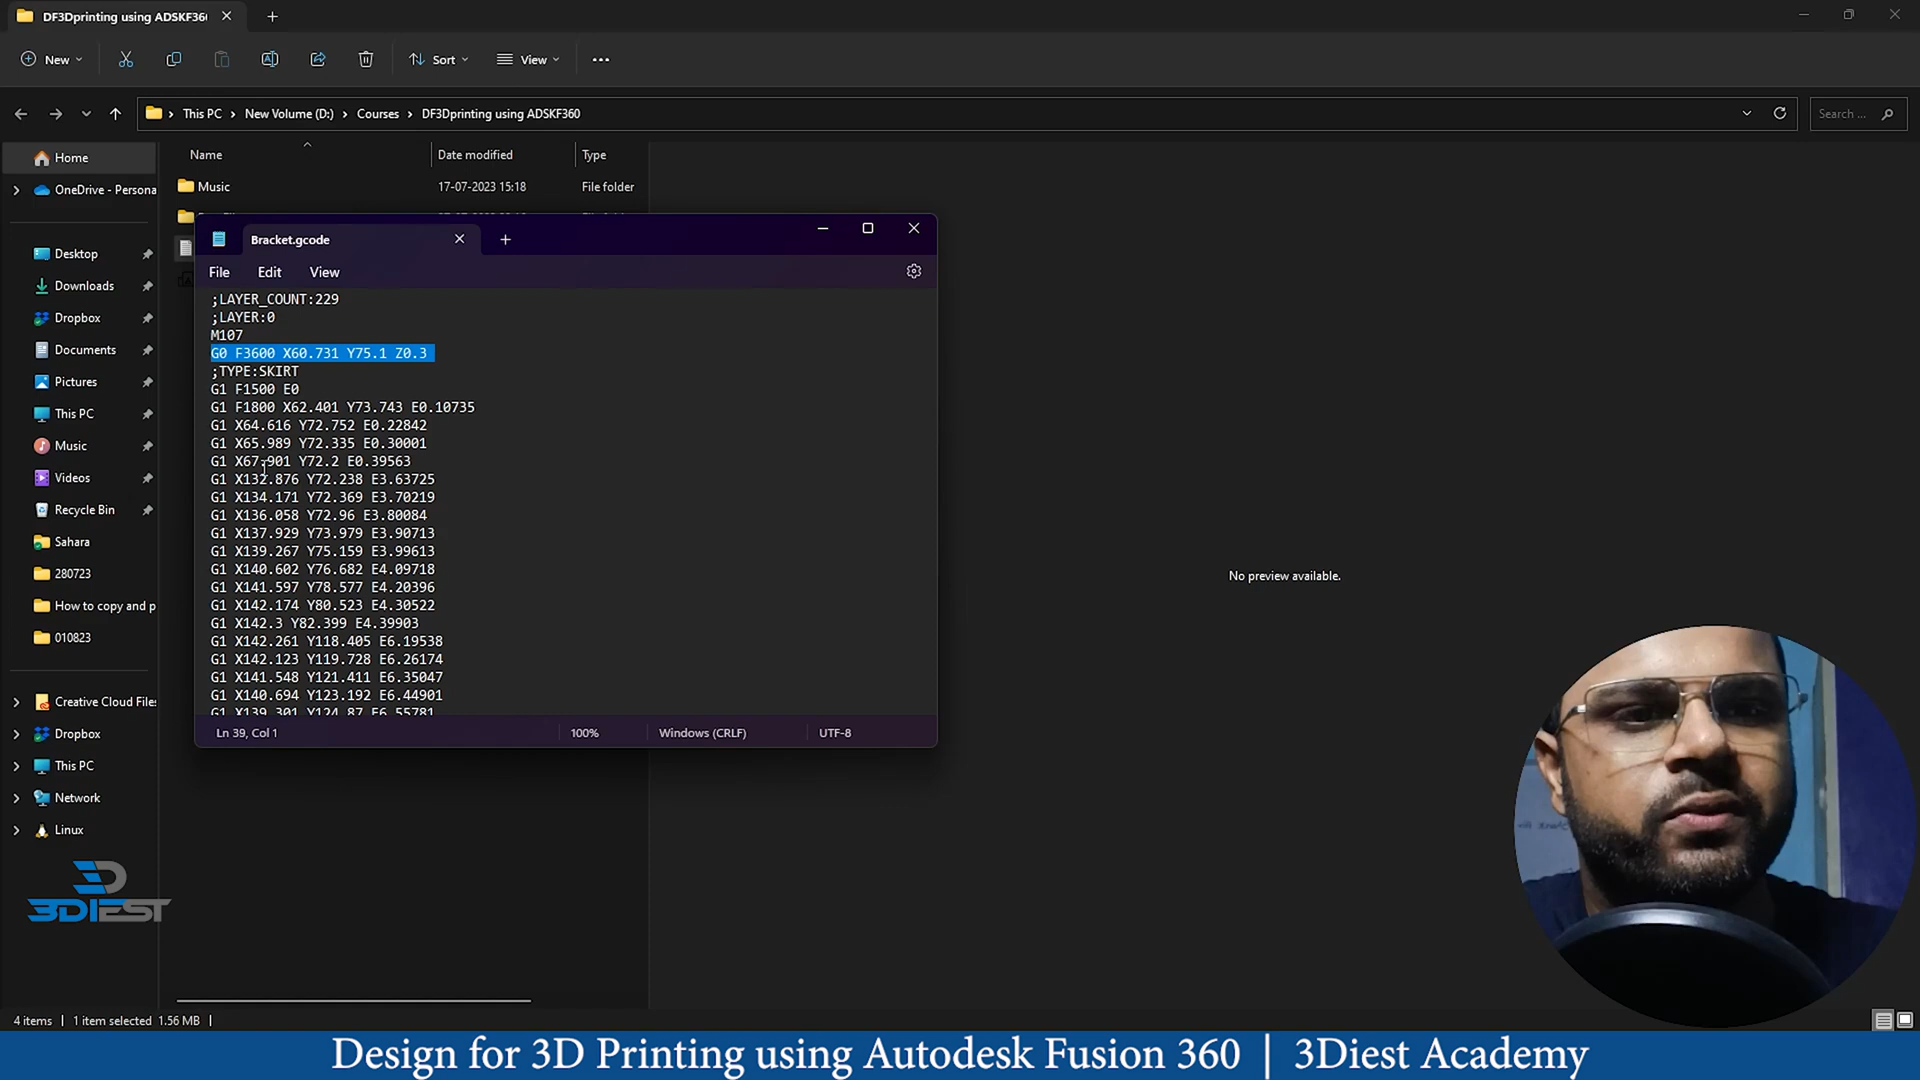 DF3Dprinting using ADSKF360
New
Sort
View
This PC > New Volume (D:) > Courses > DF3Dprinting using ADSKF360
Search ...
Name
Date modified
Type
Home
OneDrive - Persona
Music
17-07-2023 15:18
File folder
Desktop
Downloads
Dropbox
Documents
Pictures
This PC
Music
Videos
Recycle Bin
Sahara
280723
How to copy and p
010823
Creative Cloud Files
Dropbox
This PC
Network
Linux
Bracket.gcode
File
Edit
View
;LAYER_COUNT:229
;LAYER:0
M107
G0 F3600 X60.731 Y75.1 Z0.3
;TYPE:SKIRT
G1 F1500 E0
G1 F1800 X62.401 Y73.743 E0.10735
G1 X64.616 Y72.752 E0.22842
G1 X65.989 Y72.335 E0.30001
G1 X67.901 Y72.2 E0.39563
G1 X132.876 Y72.238 E3.63725
G1 X134.171 Y72.369 E3.70219
G1 X136.058 Y72.96 E3.80084
G1 X137.929 Y73.979 E3.90713
G1 X139.267 Y75.159 E3.99613
G1 X140.602 Y76.682 E4.09718
G1 X141.597 Y78.577 E4.20396
G1 X142.174 Y80.523 E4.30522
G1 X142.3 Y82.399 E4.39903
G1 X142.261 Y118.405 E6.19538
G1 X142.123 Y119.728 E6.26174
G1 X141.548 Y121.411 E6.35047
G1 X140.694 Y123.192 E6.44901
G1 X139.301 Y124.87 E6.55781
Ln 39, Col 1
100%
Windows (CRLF)
UTF-8
No preview available.
3DIEST
4 items
1 item selected 1.56 MB
Design for 3D Printing using Autodesk Fusion 360 | 3Diest Academy